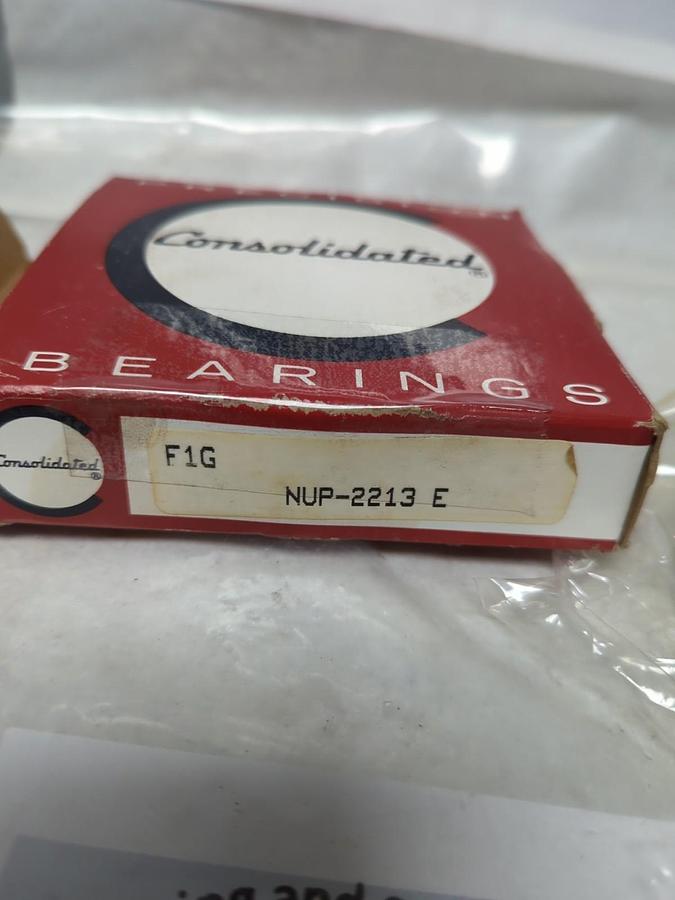 Consolidated®
BEARINGS
Consolidated®
F1G
NUP-2213 E